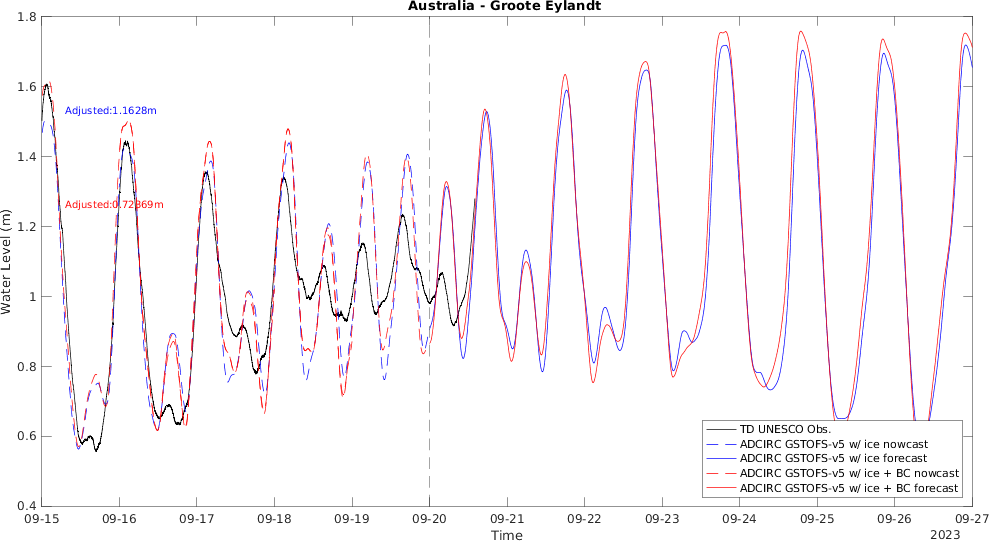 Australia - Groote Eylandt
1.8
1.6
1.4
1.2
1
0.8
0.6
0.4
Water Level (m)
Adjusted:1.1628m
Adjusted:0.72869m
TD UNESCO Obs.
ADCIRC GSTOFS-v5 w/ ice nowcast
ADCIRC GSTOFS-v5 w/ ice forecast
ADCIRC GSTOFS-v5 w/ ice + BC nowcast
ADCIRC GSTOFS-v5 w/ ice + BC forecast
09-15 09-16 09-17 09-18 09-19 09-20 09-21 09-22 09-23 09-24 09-25 09-26 09-27
Time
2023